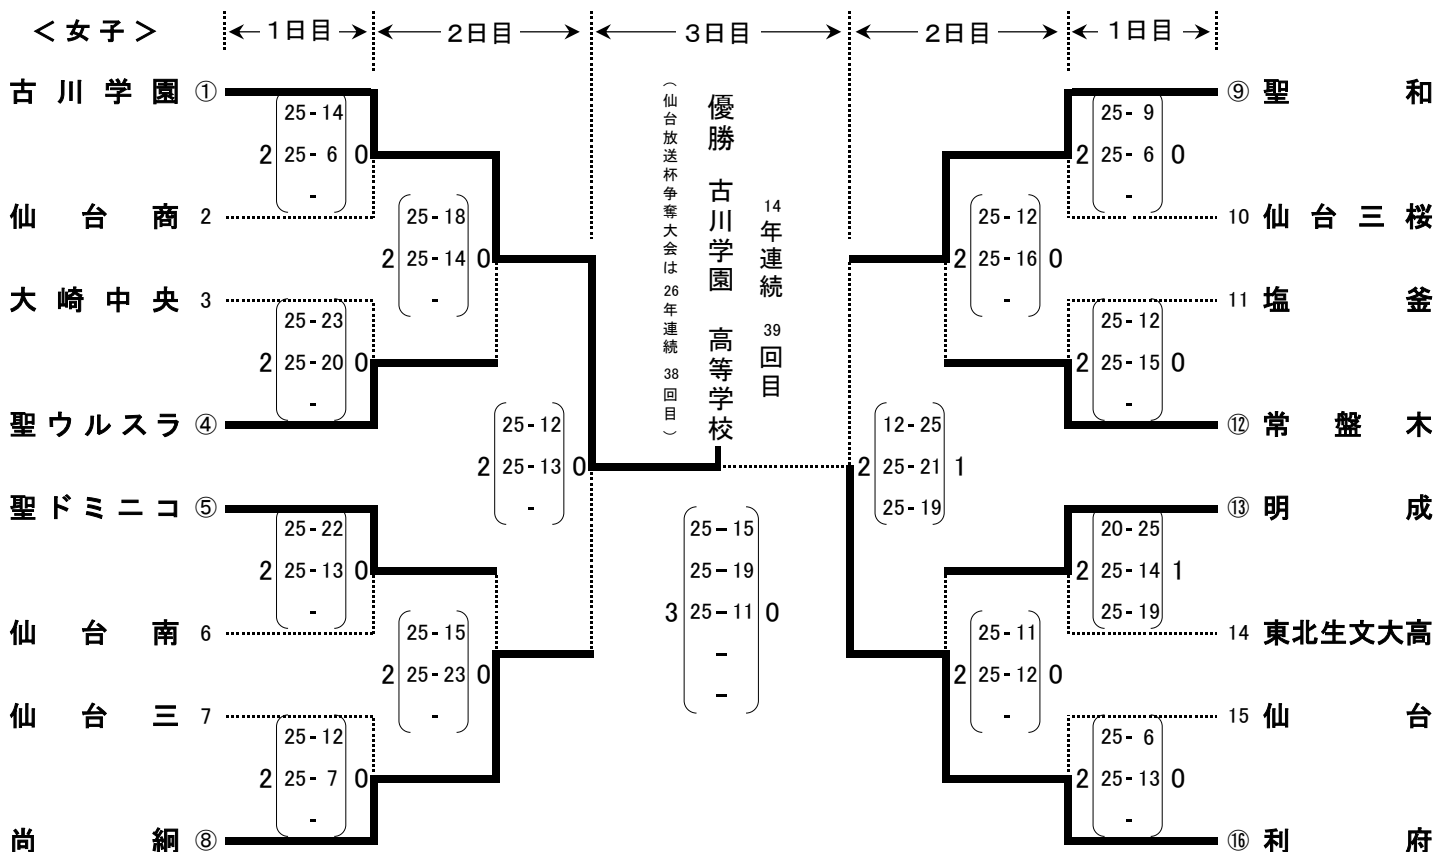 ＜女子＞
1日目
2日目
3日目
2日目
1日目
古川学園 ①
25-14
2 25-6 0
-
仙台商 2
25-18
2 25-14 0
-
大崎中央 3
25-23
2 25-20 0
-
聖ウルスラ ④
25-12
2 25-13 0
-
聖ドミニコ ⑤
25-22
2 25-13 0
-
仙台南 6
25-15
2 25-23 0
-
仙台三 7
25-12
2 25-7 0
-
尚絅 ⑧
14年連続 39回目
優勝 古川学園 高等学校
（仙台放送杯争奪大会は26年連続38回目）
25-15
25-19
3 25-11 0
-
-
⑨ 聖和
25-9
2 25-6 0
-
10 仙台三桜
25-12
2 25-16 0
-
11 塩釜
25-12
2 25-15 0
-
⑫ 常盤木
12-25
2 25-21 1
25-19
⑬ 明成
20-25
2 25-14 1
25-19
14 東北生文大高
25-11
2 25-12 0
-
15 仙台
25-6
2 25-13 0
-
⑯ 利府